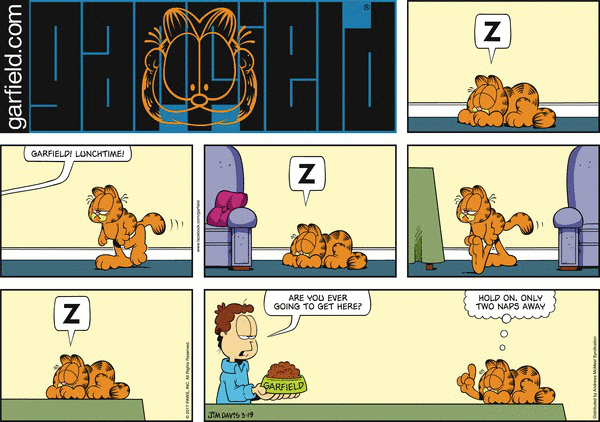 garfield.com
garfield
Z
GARFIELD! LUNCHTIME!
Z
www.facebook.com/garfield
Z
© 2017 PAWS, INC. All Rights Reserved.
ARE YOU EVER
GOING TO GET HERE?
GARFIELD
JIM DAVIS 3-19
HOLD ON. ONLY
TWO NAPS AWAY
Distributed by Andrews McMeel Syndication